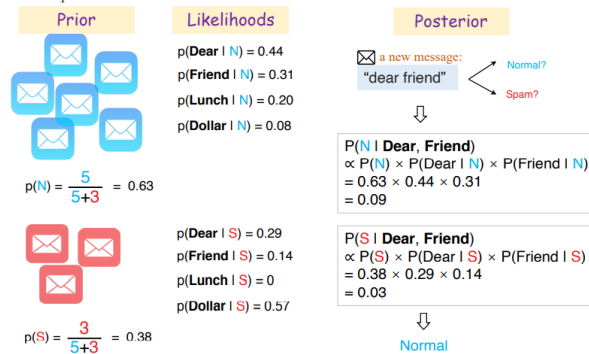 Prior
Likelihoods
Posterior
p(Dear | N) = 0.44
p(Friend | N) = 0.31
p(Lunch | N) = 0.20
p(Dollar | N) = 0.08
p(N) = 5 / 5+3 = 0.63
p(Dear | S) = 0.29
p(Friend | S) = 0.14
p(Lunch | S) = 0
p(Dollar | S) = 0.57
p(S) = 3 / 5+3 = 0.38
a new message:
“dear friend”
Normal?
Spam?
P(N | Dear, Friend)
∝ P(N) × P(Dear | N) × P(Friend | N)
= 0.63 × 0.44 × 0.31
= 0.09
P(S | Dear, Friend)
∝ P(S) × P(Dear | S) × P(Friend | S)
= 0.38 × 0.29 × 0.14
= 0.03
Normal